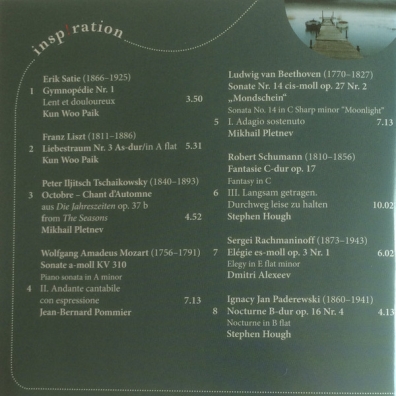 inspiration
Erik Satie (1866–1925)
1 Gymnopédie Nr. 1
Lent et douloureux 3.50
Kun Woo Paik
Franz Liszt (1811–1886)
2 Liebestraum Nr. 3 As-dur/in A flat 5.31
Kun Woo Paik
Peter Iljitsch Tschaikowsky (1840–1893)
3 Octobre – Chant d'Automne
aus Die Jahreszeiten op. 37 b
from The Seasons 4.52
Mikhail Pletnev
Wolfgang Amadeus Mozart (1756–1791)
Sonate a-moll KV 310
Piano sonata in A minor
4 II. Andante cantabile
con espressione 7.13
Jean-Bernard Pommier
Ludwig van Beethoven (1770–1827)
Sonate Nr. 14 cis-moll op. 27 Nr. 2
„Mondschein"
Sonata No. 14 in C Sharp minor "Moonlight"
5 I. Adagio sostenuto 7.13
Mikhail Pletnev
Robert Schumann (1810–1856)
Fantasie C-dur op. 17
Fantasy in C
6 III. Langsam getragen.
Durchweg leise zu halten 10.02
Stephen Hough
Sergei Rachmaninoff (1873–1943)
7 Elégie es-moll op. 3 Nr. 1 6.02
Elegy in E flat minor
Dmitri Alexeev
Ignacy Jan Paderewski (1860–1941)
8 Nocturne B-dur op. 16 Nr. 4 4.13
Nocturne in B flat
Stephen Hough